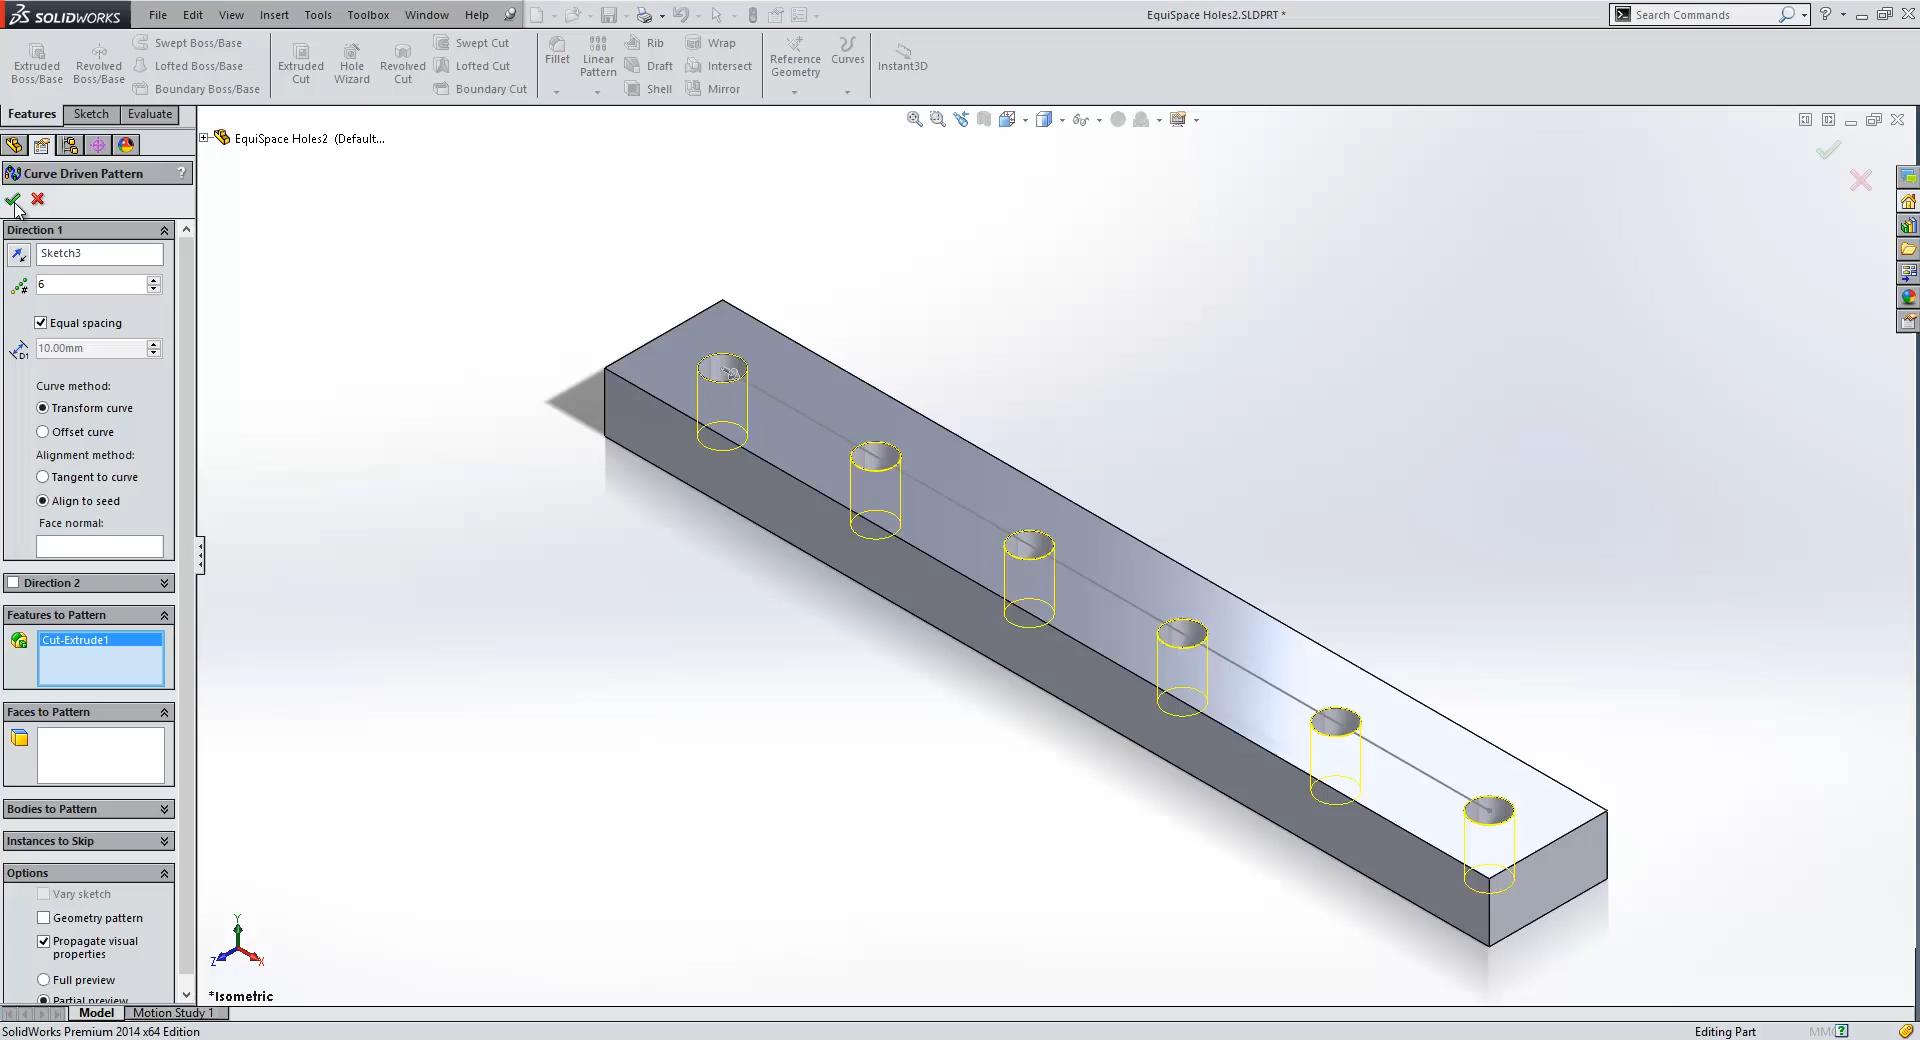 SOLIDWORKS File Edit View Insert Tools Toolbox Window Help EquiSpace Holes2.SLDPRT * Search Commands
Extruded Boss/Base
Revolved Boss/Base
Swept Boss/Base
Lofted Boss/Base
Boundary Boss/Base
Extruded Cut
Hole Wizard
Revolved Cut
Swept Cut
Lofted Cut
Boundary Cut
Fillet
Linear Pattern
Rib
Draft
Shell
Wrap
Intersect
Mirror
Reference Geometry
Curves
Instant3D
Features Sketch Evaluate
EquiSpace Holes2 (Default...
Curve Driven Pattern ?
Direction 1
Sketch3
6
Equal spacing
D1 10.00mm
Curve method:
Transform curve
Offset curve
Alignment method:
Tangent to curve
Align to seed
Face normal:
Direction 2
Features to Pattern
Cut-Extrude1
Faces to Pattern
Bodies to Pattern
Instances to Skip
Options
Vary sketch
Geometry pattern
Propagate visual
properties
Full preview
Partial preview
Y
Z X
*Isometric
Model Motion Study 1
SolidWorks Premium 2014 x64 Edition Editing Part